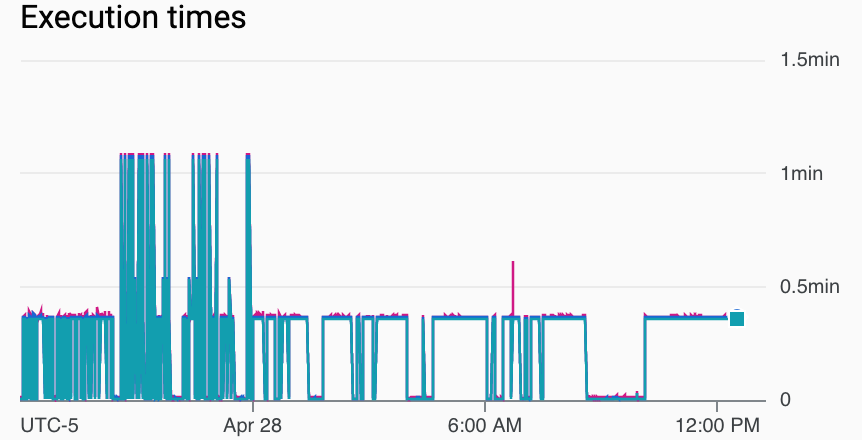 Execution times
1.5min
1min
0.5min
0
UTC-5 Apr 28 6:00 AM 12:00 PM